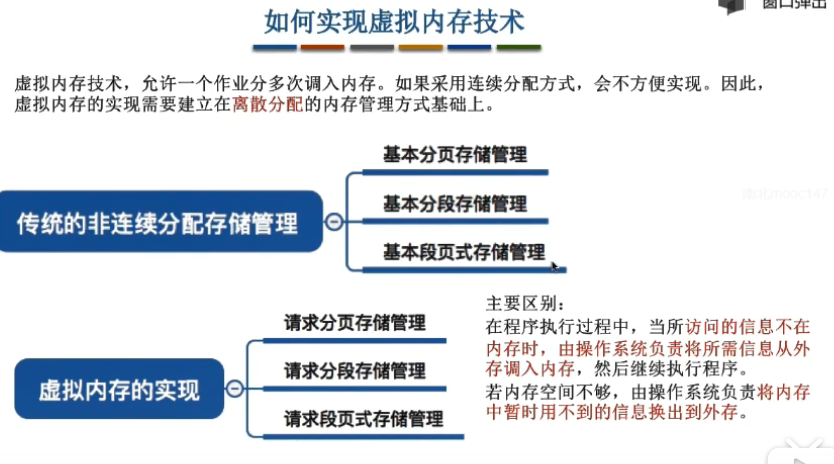 窗口弹出
如何实现虚拟内存技术
虚拟内存技术，允许一个作业分多次调入内存。如果采用连续分配方式，会不方便实现。因此，
虚拟内存的实现需要建立在离散分配的内存管理方式基础上。
基本分页存储管理
基本分段存储管理
基本段页式存储管理
传统的非连续分配存储管理
请求分页存储管理
请求分段存储管理
请求段页式存储管理
虚拟内存的实现
主要区别：
在程序执行过程中，当所访问的信息不在
内存时，由操作系统负责将所需信息从外
存调入内存，然后继续执行程序。
若内存空间不够，由操作系统负责将内存
中暂时用不到的信息换出到外存。